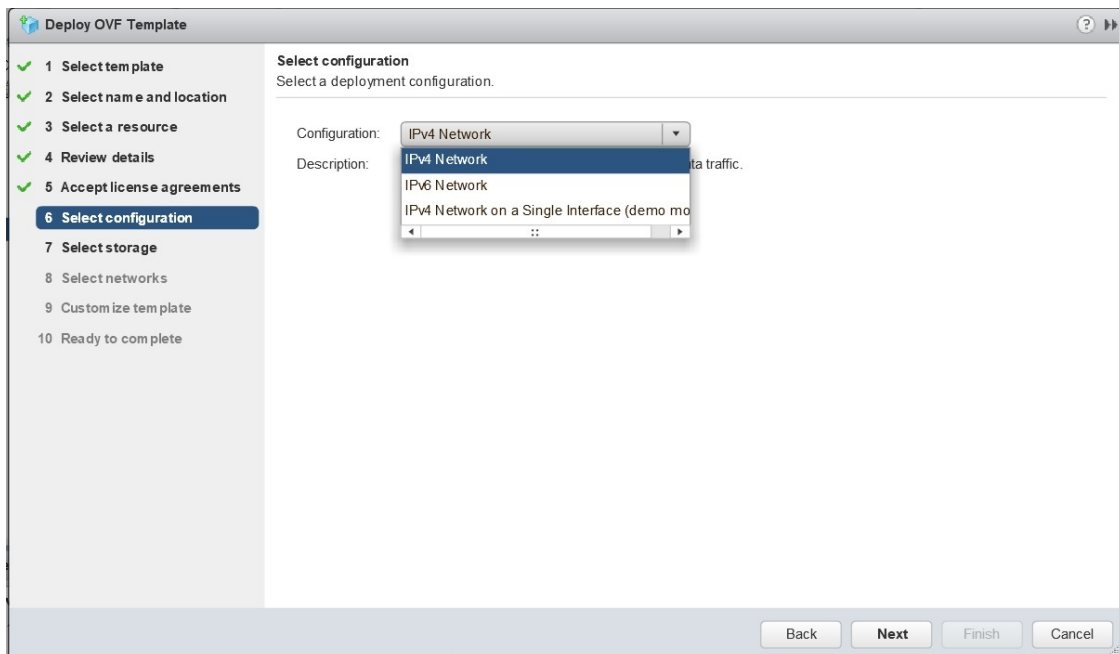 Deploy OVF Template
1 Select template
2 Select name and location
3 Select a resource
4 Review details
5 Accept license agreements
6 Select configuration
7 Select storage
8 Select networks
9 Customize template
10 Ready to complete
Select configuration
Select a deployment configuration.
Configuration: IPv4 Network
Description:
IPv4 Network
ta traffic.
IPv6 Network
IPv4 Network on a Single Interface (demo mo
Back Next Finish Cancel